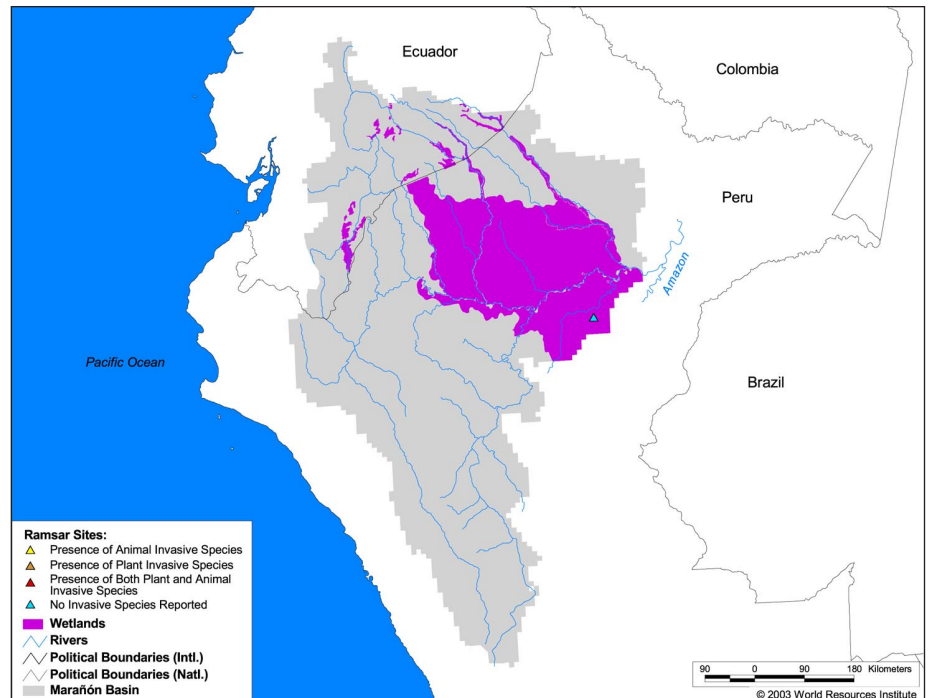 Ecuador
Colombia
Peru
Amazon
Pacific Ocean
Brazil
Ramsar Sites:
Presence of Animal Invasive Species
Presence of Plant Invasive Species
Presence of Both Plant and Animal
Invasive Species
No Invasive Species Reported
Wetlands
Rivers
Political Boundaries (Intl.)
Political Boundaries (Natl.)
Marañón Basin
90 0 90 180 Kilometers
© 2003 World Resources Institute